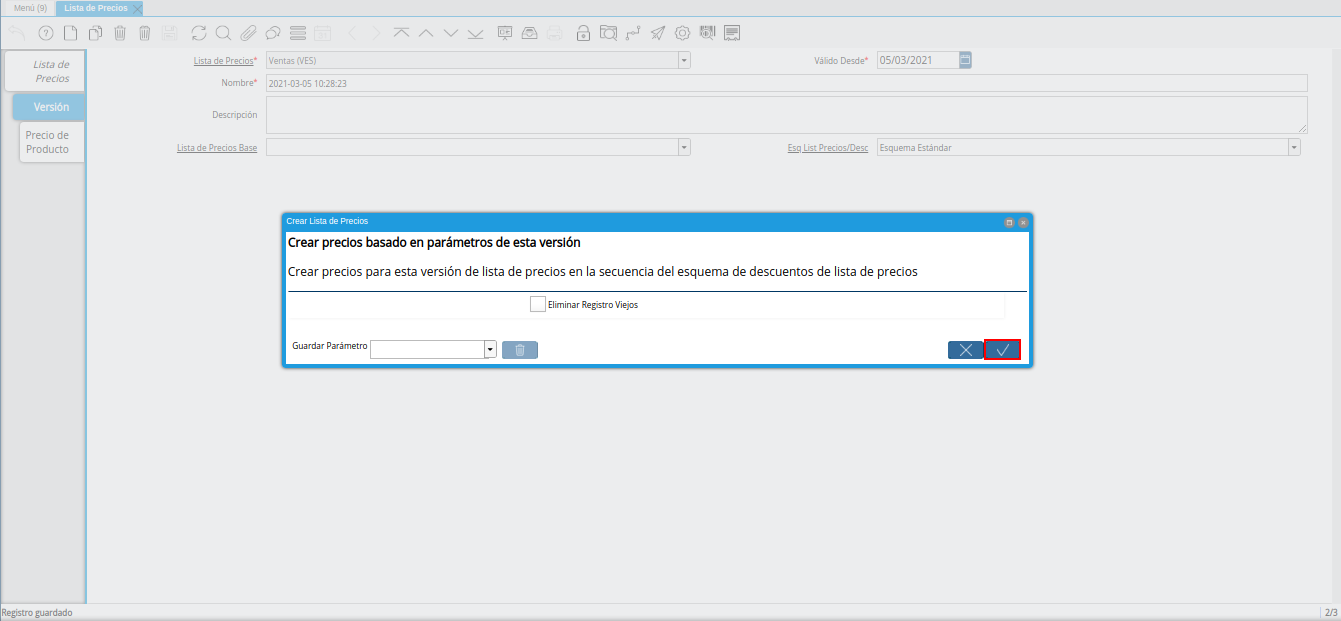 Menú (9) Lista de Precios
Lista de Precios* Ventas (VES) Válido Desde* 05/03/2021
Nombre* 2021-03-05 10:28:23
Descripción
Lista de Precios Base Esq List Precios/Desc Esquema Estándar
Lista de
Precios
Versión
Precio de
Producto
Crear Lista de Precios
Crear precios basado en parámetros de esta versión
Crear precios para esta versión de lista de precios en la secuencia del esquema de descuentos de lista de precios
Eliminar Registro Viejos
Guardar Parámetro
Registro guardado 2/3